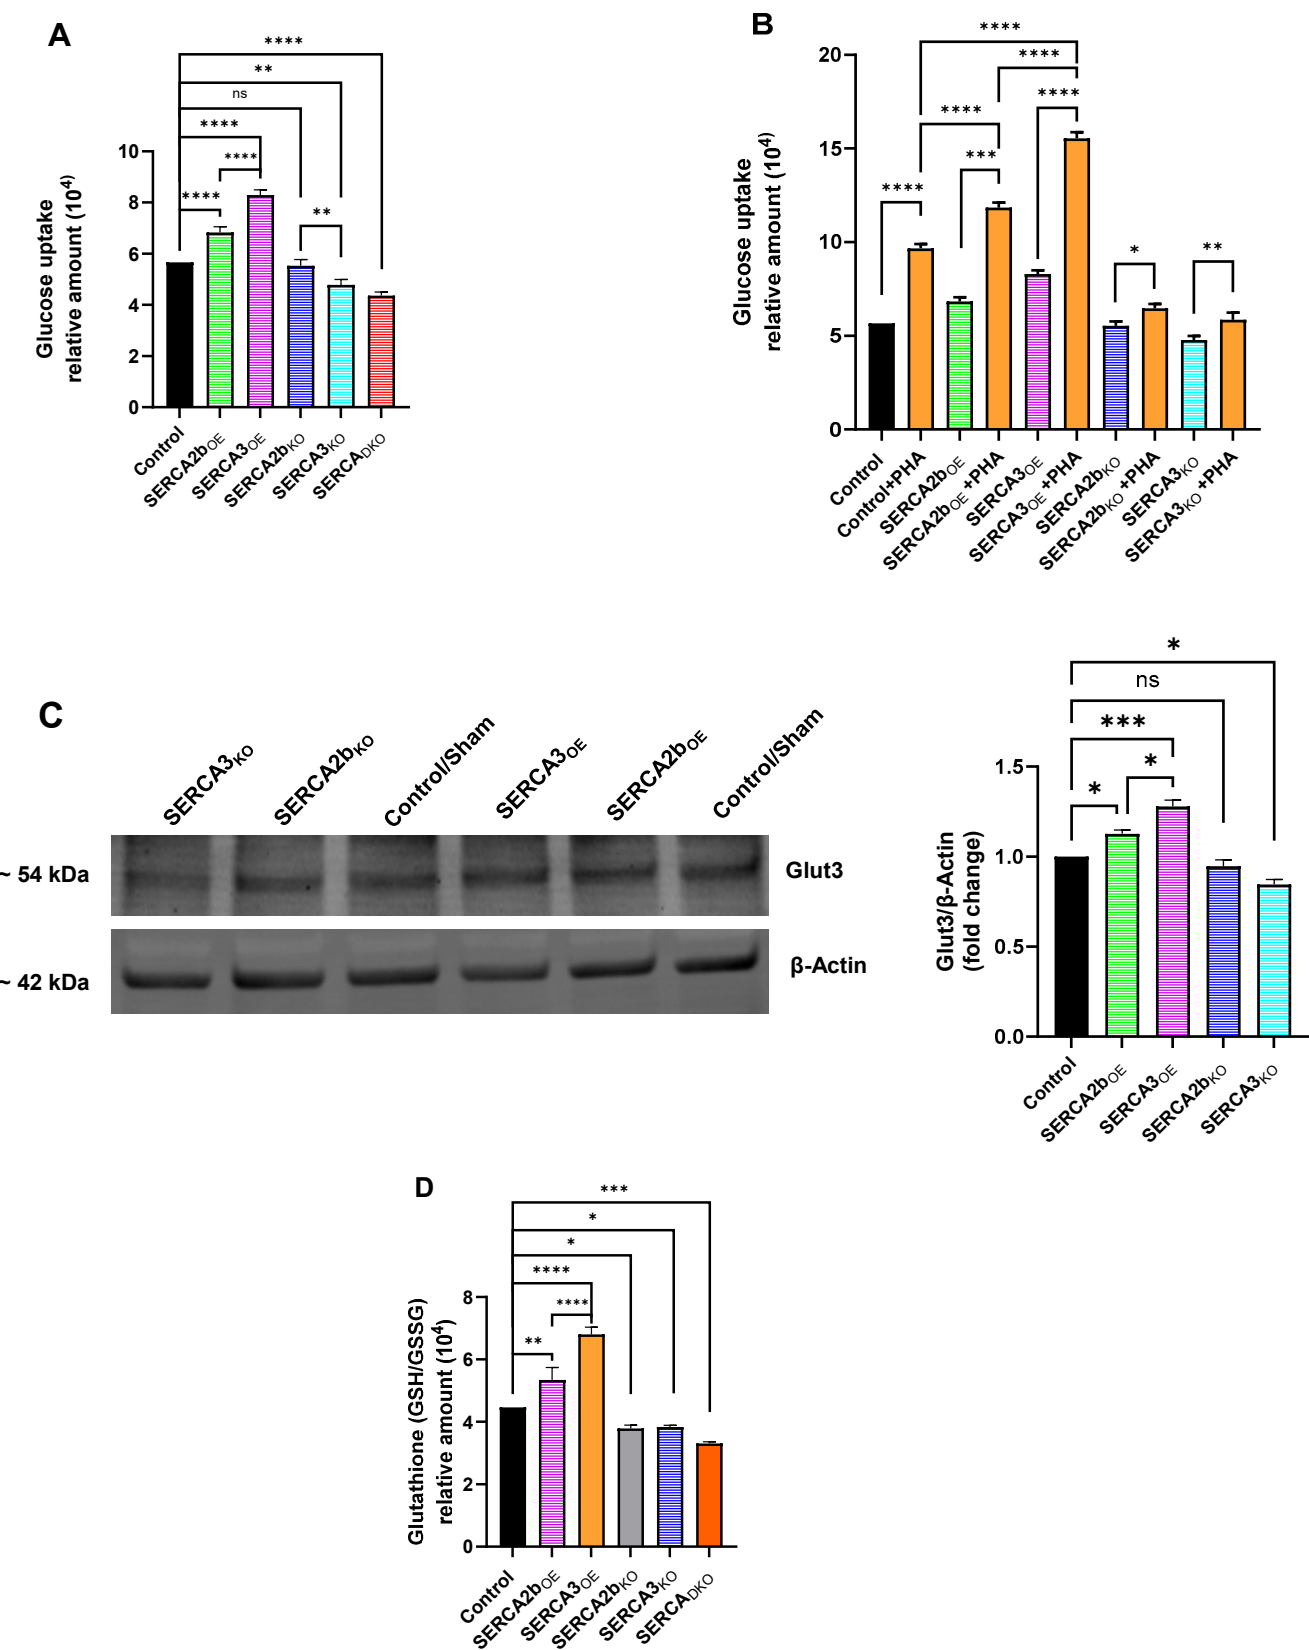 A
****
**
ns
****
****
****
**
10
8
6
4
2
0
Glucose uptake
relative amount (10⁴)
Control
SERCA2bOE
SERCA3OE
SERCA2bKO
SERCA3KO
SERCADKO
B
****
****
****
****
***
****
*
**
20
15
10
5
0
Glucose uptake
relative amount (10⁴)
Control
Control+PHA
SERCA2bOE
SERCA2bOE +PHA
SERCA3OE
SERCA3OE +PHA
SERCA2bKO
SERCA2bKO +PHA
SERCA3KO
SERCA3KO +PHA
C
SERCA3KO
SERCA2bKO
Control/Sham
SERCA3OE
SERCA2bOE
Control/Sham
~ 54 kDa
Glut3
~ 42 kDa
β-Actin
*
ns
***
*
*
1.5
1.0
0.5
0.0
Glut3/β-Actin
(fold change)
Control
SERCA2bOE
SERCA3OE
SERCA2bKO
SERCA3KO
D
***
*
*
****
****
**
8
6
4
2
0
Glutathione (GSH/GSSG)
relative amount (10⁴)
Control
SERCA2bOE
SERCA3OE
SERCA2bKO
SERCA3KO
SERCADKO